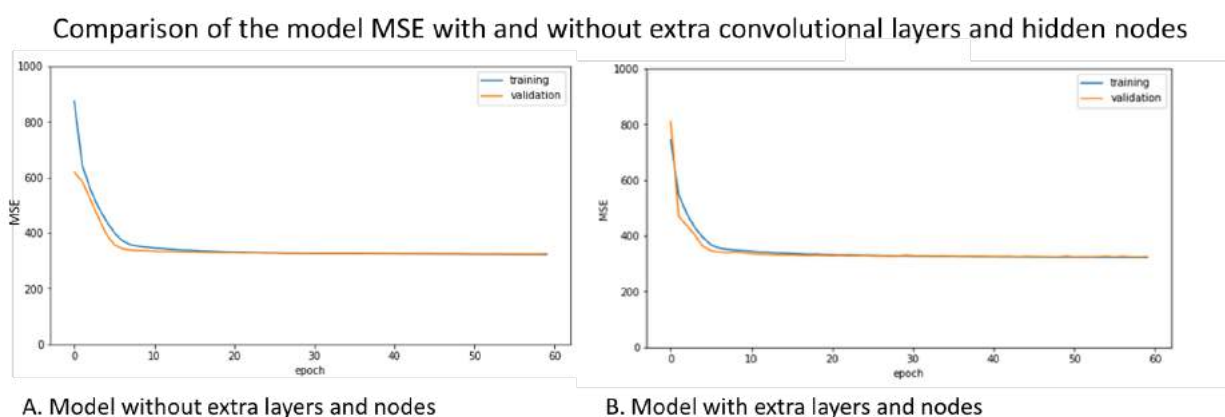 Comparison of the model MSE with and without extra convolutional layers and hidden nodes
1000
800
600
400
200
0
MSE
0 10 20 30 40 50 60
epoch
training
validation
A. Model without extra layers and nodes
1000
800
600
400
200
0
MSE
0 10 20 30 40 50 60
epoch
training
validation
B. Model with extra layers and nodes